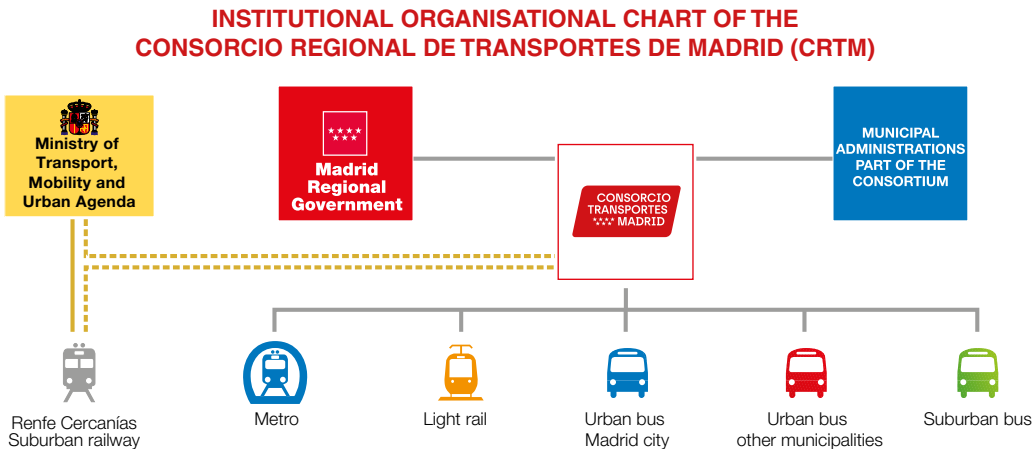 INSTITUTIONAL ORGANISATIONAL CHART OF THE
CONSORCIO REGIONAL DE TRANSPORTES DE MADRID (CRTM)
Ministry of
Transport,
Mobility and
Urban Agenda
Madrid
Regional
Government
CONSORCIO
TRANSPORTES
MADRID
MUNICIPAL
ADMINISTRATIONS
PART OF THE
CONSORTIUM
Renfe Cercanías
Suburban railway
Metro
Light rail
Urban bus
Madrid city
Urban bus
other municipalities
Suburban bus